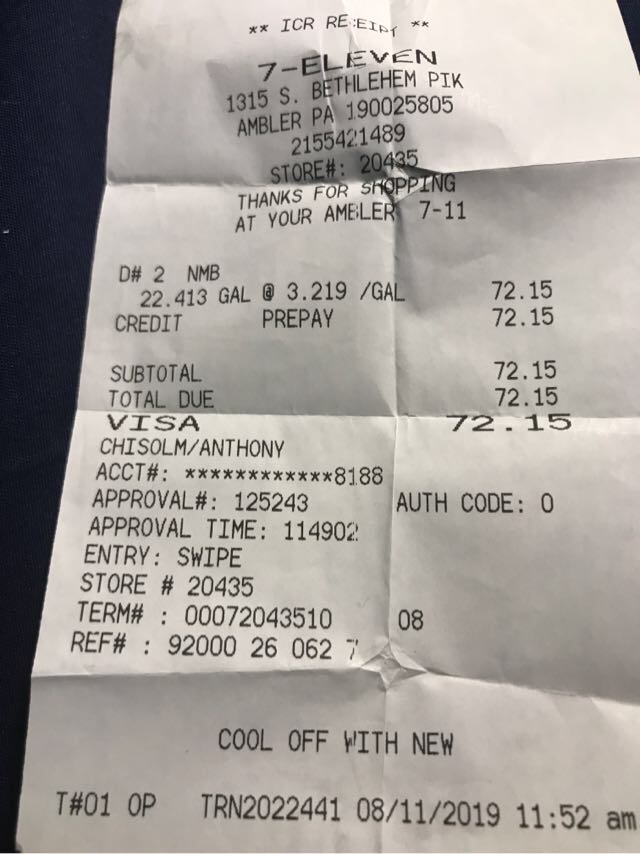 ** ICR RECEIPT **
7-ELEVEN
1315 S. BETHLEHEM PIK
AMBLER PA 190025805
2155421489
STORE#: 20435
THANKS FOR SHOPPING
AT YOUR AMBLER 7-11
D# 2 NMB
22.413 GAL @ 3.219 /GAL 72.15
CREDIT PREPAY 72.15
SUBTOTAL 72.15
TOTAL DUE 72.15
VISA 72.15
CHISOLM/ANTHONY
ACCT#: ************8188
APPROVAL#: 125243 AUTH CODE: 0
APPROVAL TIME: 114902
ENTRY: SWIPE
STORE # 20435
TERM# : 00072043510 08
REF# : 92000 26 062 7
COOL OFF WITH NEW
T#01 OP TRN2022441 08/11/2019 11:52 am